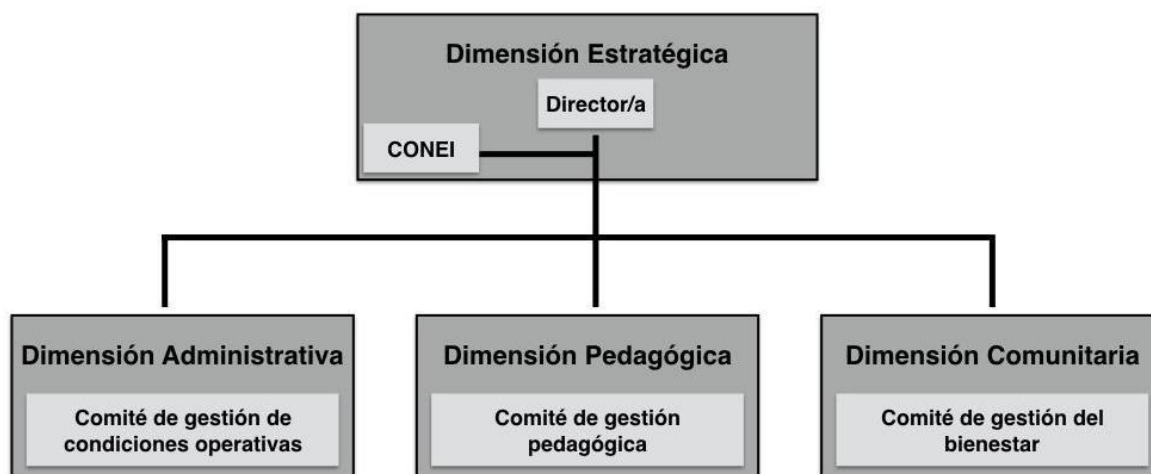 Dimensión Estratégica
Director/a
CONEI
Dimensión Administrativa
Comité de gestión de
condiciones operativas
Dimensión Pedagógica
Comité de gestión
pedagógica
Dimensión Comunitaria
Comité de gestión del
bienestar